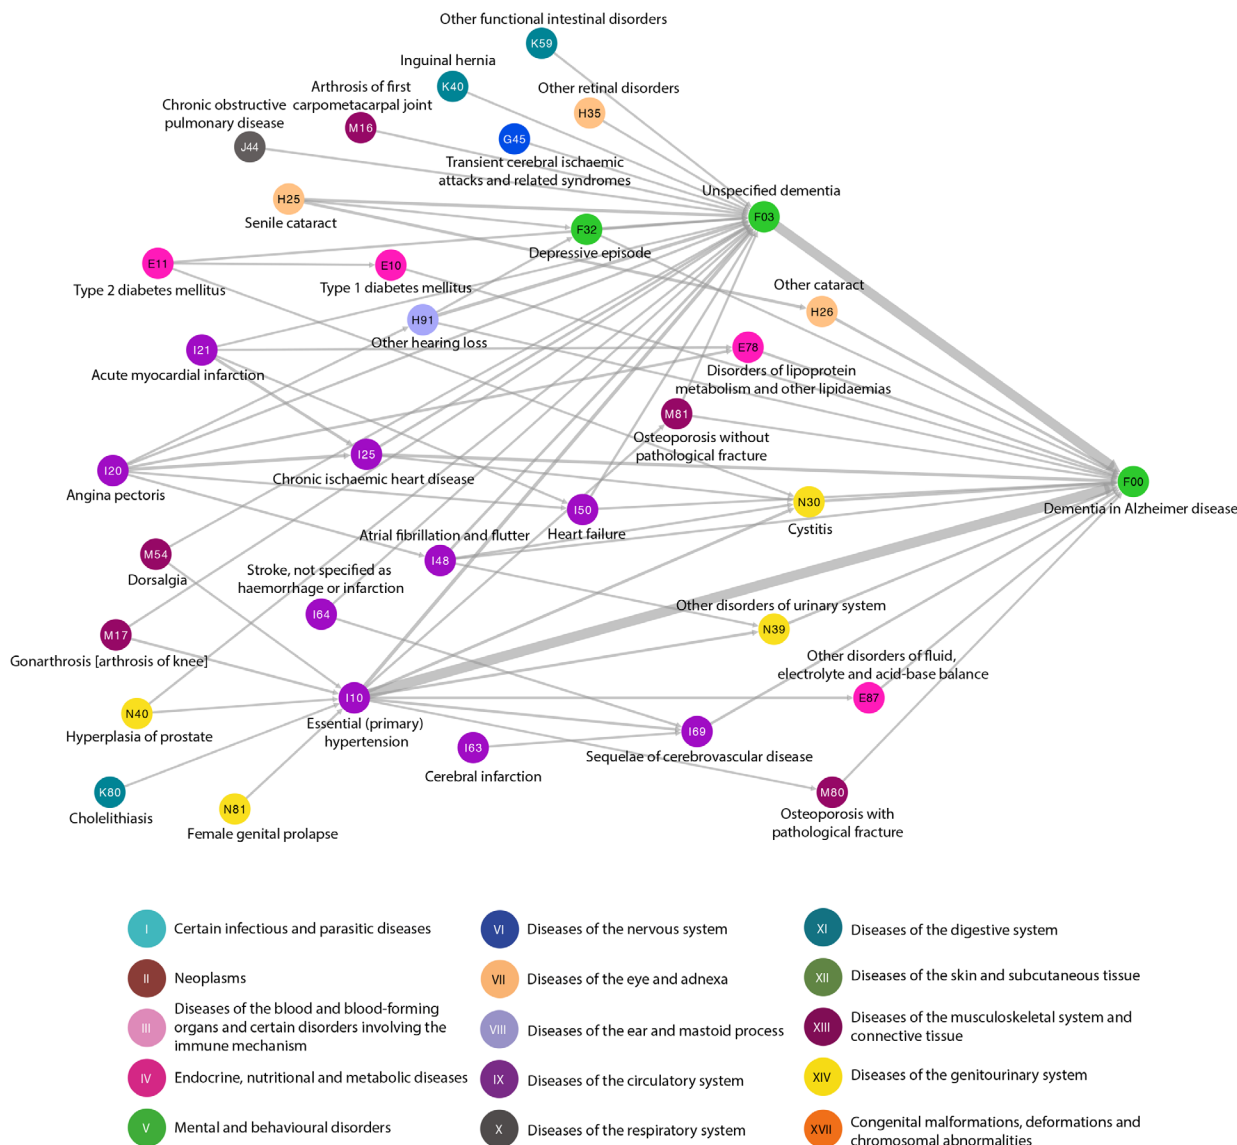 Other functional intestinal disorders
K59
Inguinal hernia
K40
Arthrosis of first
carpometacarpal joint
M16
Other retinal disorders
H35
Chronic obstructive
pulmonary disease
J44
G45
Transient cerebral ischaemic
attacks and related syndromes
Unspecified dementia
F03
H25
Senile cataract
F32
Depressive episode
E11
Type 2 diabetes mellitus
E10
Type 1 diabetes mellitus
Other cataract
H26
H91
Other hearing loss
I21
Acute myocardial infarction
E78
Disorders of lipoprotein
metabolism and other lipidaemias
M81
Osteoporosis without
pathological fracture
I20
Angina pectoris
I25
Chronic ischaemic heart disease
F00
Dementia in Alzheimer disease
I50
Heart failure
N30
Cystitis
Atrial fibrillation and flutter
I48
M54
Dorsalgia
Stroke, not specified as
haemorrhage or infarction
I64
Other disorders of urinary system
N39
M17
Gonarthrosis [arthrosis of knee]
Other disorders of fluid,
electrolyte and acid-base balance
E87
I10
Essential (primary)
hypertension
N40
Hyperplasia of prostate
I63
Cerebral infarction
I69
Sequelae of cerebrovascular disease
K80
Cholelithiasis
N81
Female genital prolapse
M80
Osteoporosis with
pathological fracture
I
Certain infectious and parasitic diseases
II
Neoplasms
III
Diseases of the blood and blood-forming
organs and certain disorders involving the
immune mechanism
IV
Endocrine, nutritional and metabolic diseases
V
Mental and behavioural disorders
VI
Diseases of the nervous system
VII
Diseases of the eye and adnexa
VIII
Diseases of the ear and mastoid process
IX
Diseases of the circulatory system
X
Diseases of the respiratory system
XI
Diseases of the digestive system
XII
Diseases of the skin and subcutaneous tissue
XIII
Diseases of the musculoskeletal system and
connective tissue
XIV
Diseases of the genitourinary system
XVII
Congenital malformations, deformations and
chromosomal abnormalities